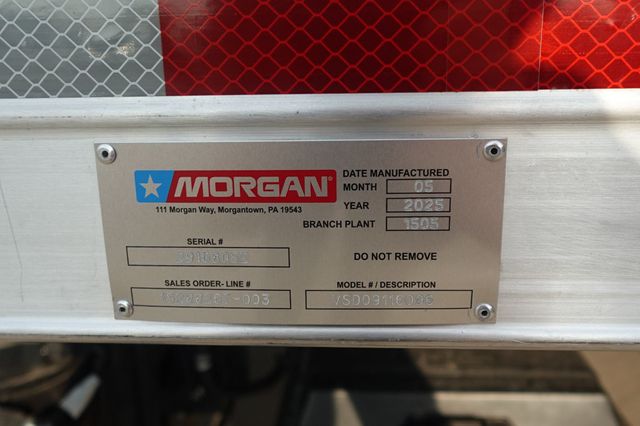 MORGAN®
111 Morgan Way, Morgantown, PA 19543
DATE MANUFACTURED
MONTH 05
YEAR 2025
BRANCH PLANT 1505
SERIAL #
DO NOT REMOVE
SALES ORDER- LINE #
MODEL # / DESCRIPTION